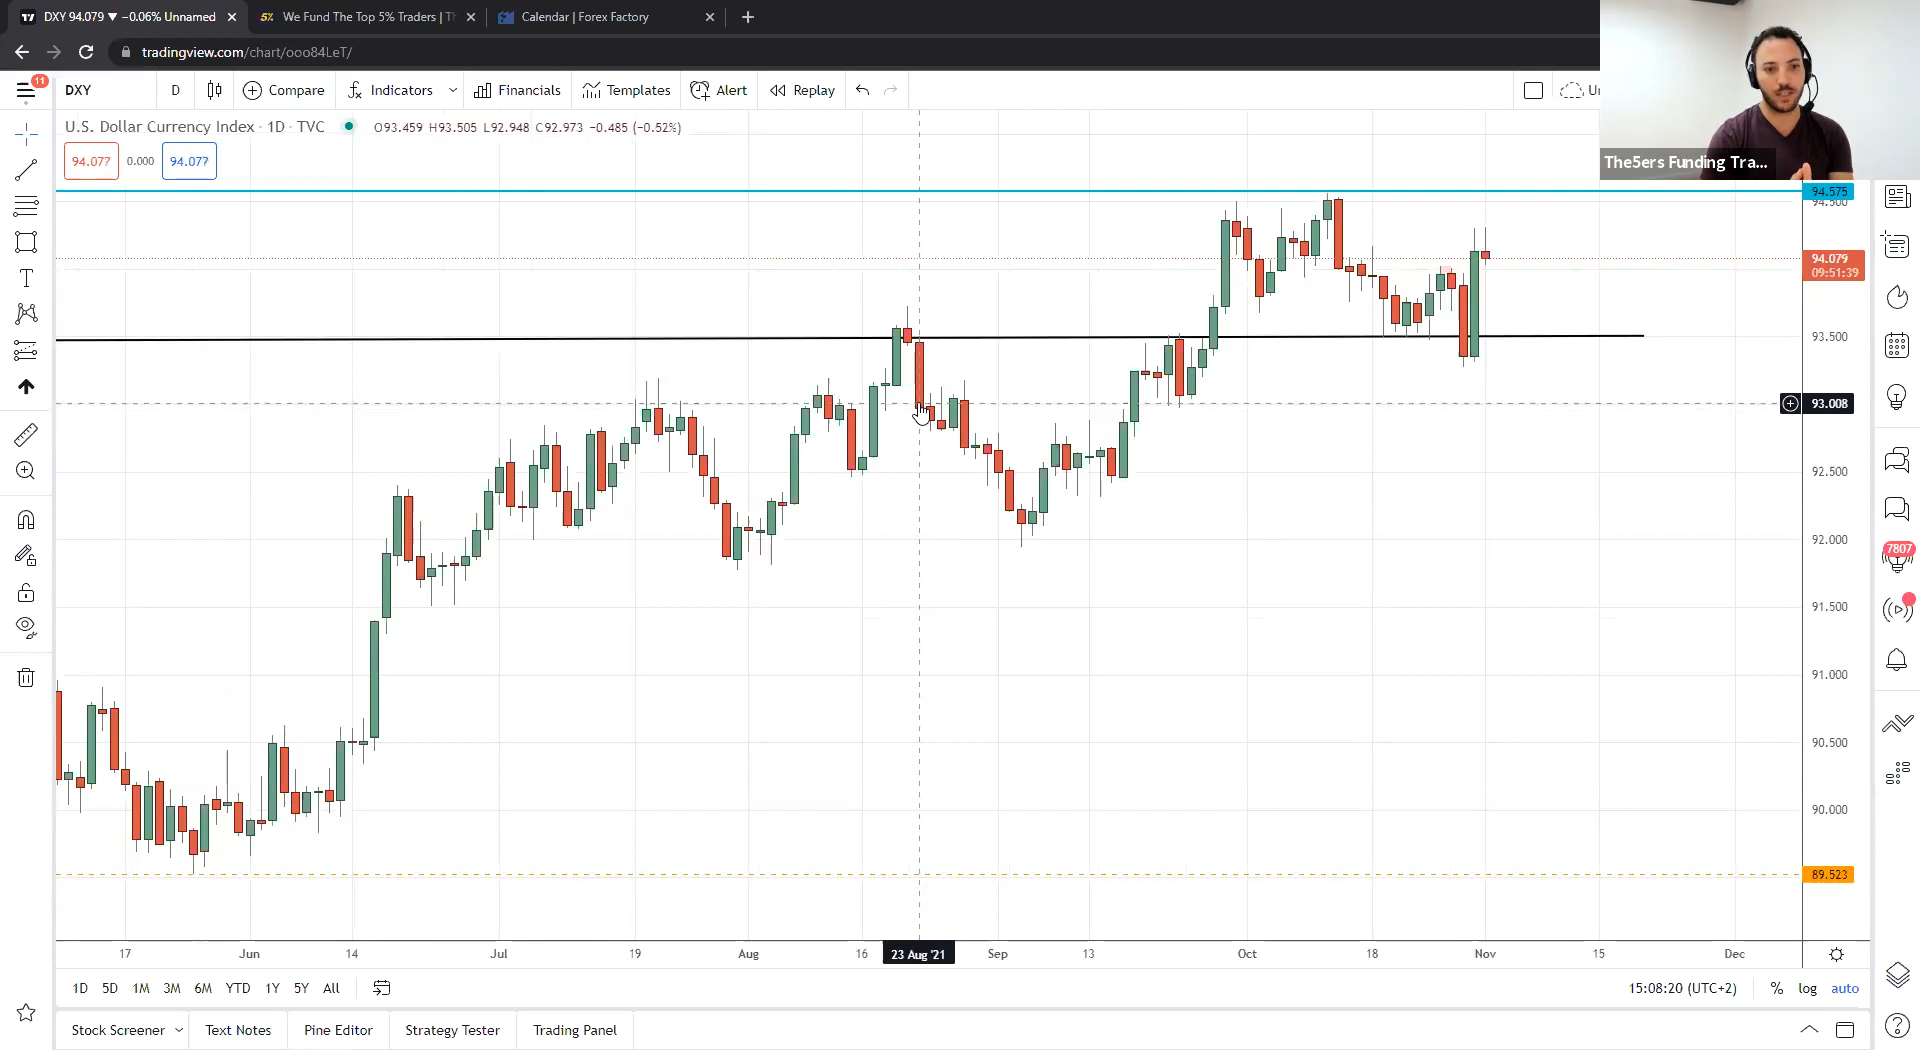 DXY 94.079 ▼ −0.06% Unnamed
We Fund The Top 5% Traders | Th
Calendar | Forex Factory
tradingview.com/chart/ooo84LeT/
11
DXY
D
Compare
Indicators
Financials
Templates
Alert
Replay
Un
U.S. Dollar Currency Index · 1D · TVC
O93.459 H93.505 L92.948 C92.973 −0.485 (−0.52%)
94.077
0.000
94.077
The5ers Funding Tra...
94.575
94.500
94.079
09:51:39
93.500
93.008
92.500
92.000
91.500
91.000
90.500
90.000
89.523
7807
17
Jun
14
Jul
19
Aug
16
23 Aug '21
Sep
13
Oct
18
Nov
15
Dec
1D
5D
1M
3M
6M
YTD
1Y
5Y
All
15:08:20 (UTC+2)
%
log
auto
Stock Screener
Text Notes
Pine Editor
Strategy Tester
Trading Panel